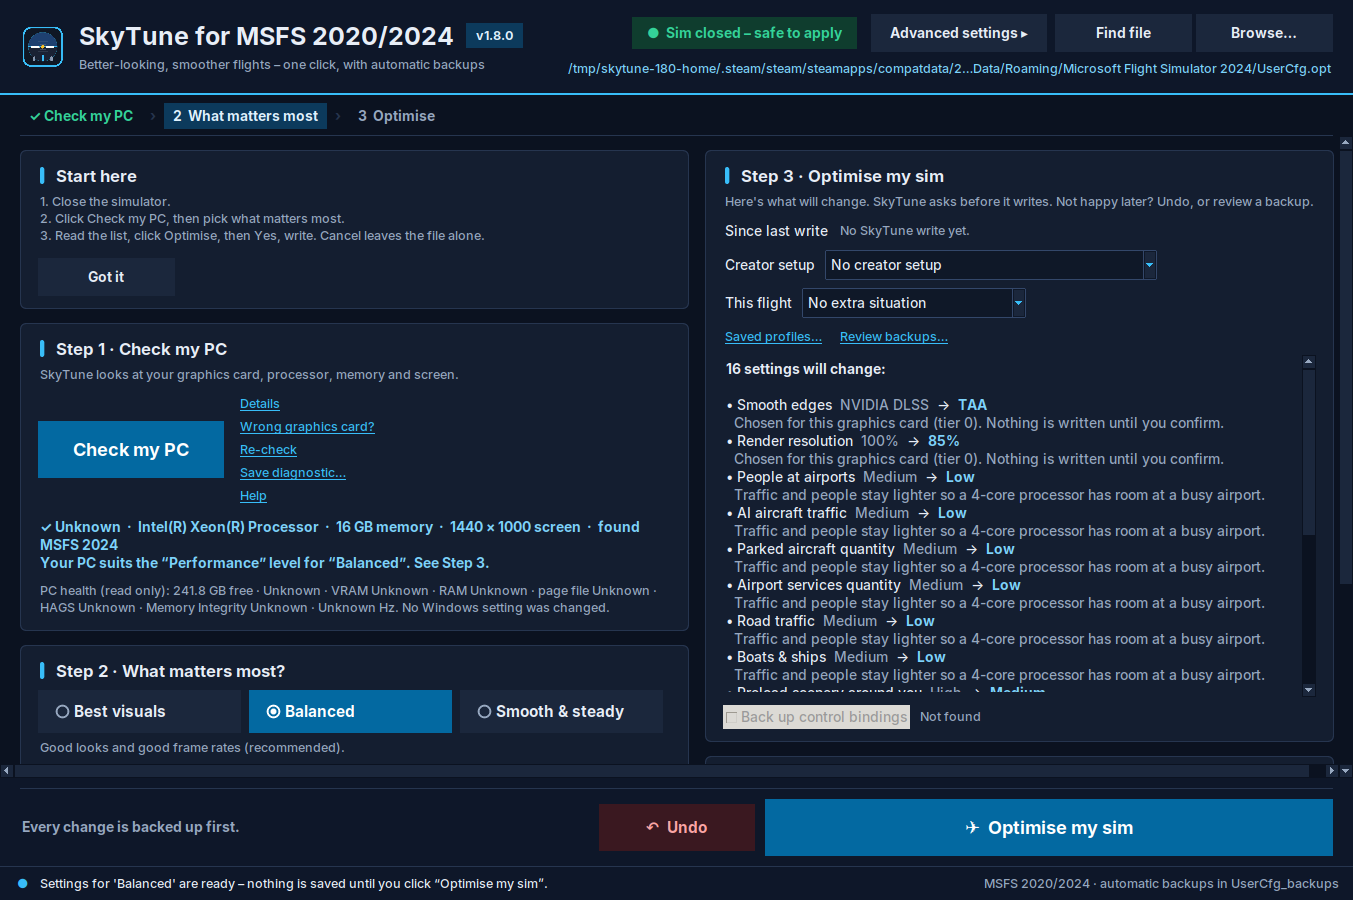 SkyTune for MSFS 2020/2024 v1.8.0
Better-looking, smoother flights – one click, with automatic backups
Sim closed – safe to apply
Advanced settings ▸
Find file
Browse...
/tmp/skytune-180-home/.steam/steam/steamapps/compatdata/2...Data/Roaming/Microsoft Flight Simulator 2024/UserCfg.opt
✓ Check my PC › 2 What matters most › 3 Optimise
Start here
1. Close the simulator.
2. Click Check my PC, then pick what matters most.
3. Read the list, click Optimise, then Yes, write. Cancel leaves the file alone.
Got it
Step 1 · Check my PC
SkyTune looks at your graphics card, processor, memory and screen.
Check my PC
Details
Wrong graphics card?
Re-check
Save diagnostic...
Help
✓ Unknown · Intel(R) Xeon(R) Processor · 16 GB memory · 1440 × 1000 screen · found
MSFS 2024
Your PC suits the “Performance” level for “Balanced”. See Step 3.
PC health (read only): 241.8 GB free · Unknown · VRAM Unknown · RAM Unknown · page file Unknown ·
HAGS Unknown · Memory Integrity Unknown · Unknown Hz. No Windows setting was changed.
Step 2 · What matters most?
Best visuals
Balanced
Smooth & steady
Good looks and good frame rates (recommended).
Step 3 · Optimise my sim
Here's what will change. SkyTune asks before it writes. Not happy later? Undo, or review a backup.
Since last write No SkyTune write yet.
Creator setup No creator setup
This flight No extra situation
Saved profiles... Review backups...
16 settings will change:
• Smooth edges NVIDIA DLSS → TAA
Chosen for this graphics card (tier 0). Nothing is written until you confirm.
• Render resolution 100% → 85%
Chosen for this graphics card (tier 0). Nothing is written until you confirm.
• People at airports Medium → Low
Traffic and people stay lighter so a 4-core processor has room at a busy airport.
• AI aircraft traffic Medium → Low
Traffic and people stay lighter so a 4-core processor has room at a busy airport.
• Parked aircraft quantity Medium → Low
Traffic and people stay lighter so a 4-core processor has room at a busy airport.
• Airport services quantity Medium → Low
Traffic and people stay lighter so a 4-core processor has room at a busy airport.
• Road traffic Medium → Low
Traffic and people stay lighter so a 4-core processor has room at a busy airport.
• Boats & ships Medium → Low
Traffic and people stay lighter so a 4-core processor has room at a busy airport.
• Preload scenery around you High → Medium
Back up control bindings Not found
Every change is backed up first.
↶ Undo
✈ Optimise my sim
Settings for 'Balanced' are ready – nothing is saved until you click “Optimise my sim”.
MSFS 2020/2024 · automatic backups in UserCfg_backups